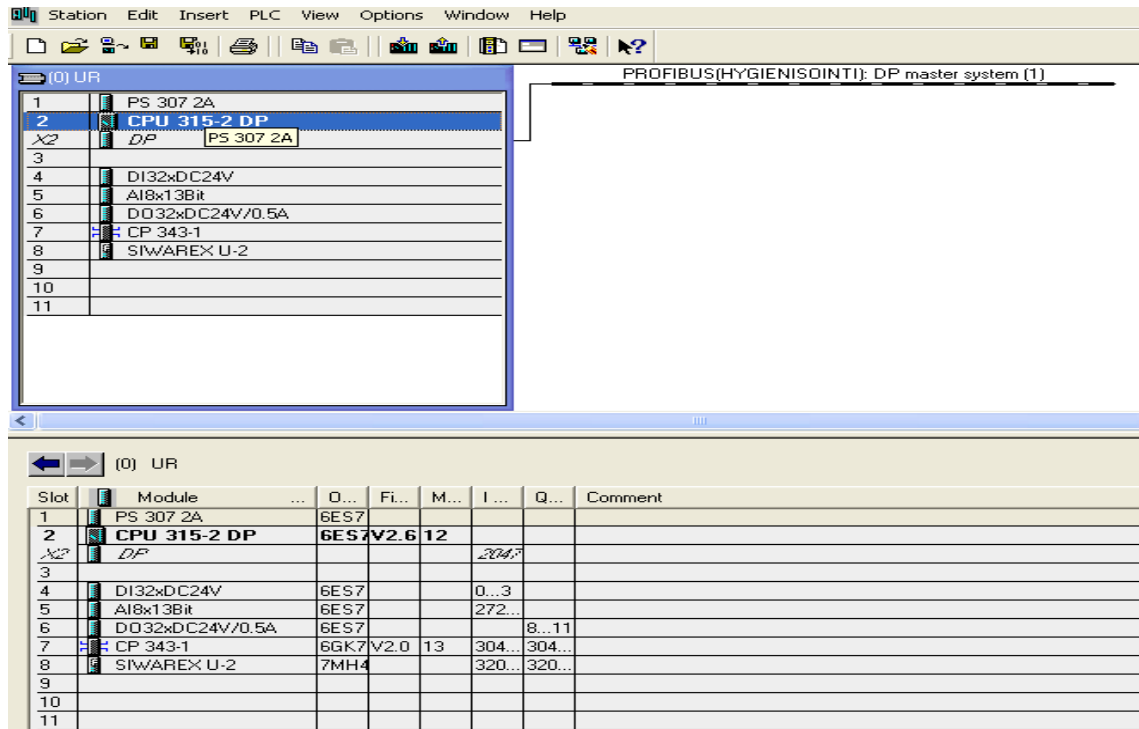 Station Edit Insert PLC View Options Window Help
(0) UR
PROFIBUS(HYGIENISOINTI): DP master system (1)
1 PS 307 2A
2 CPU 315-2 DP
X2 DP PS 307 2A
3
4 DI32xDC24V
5 AI8x13Bit
6 DO32xDC24V/0.5A
7 CP 343-1
8 SIWAREX U-2
9
10
11
(0) UR
Slot Module ... O... Fi... M... I ... Q... Comment
1 PS 307 2A 6ES7
2 CPU 315-2 DP 6ES7 V2.6 12
X2 DP 2047
3
4 DI32xDC24V 6ES7 0...3
5 AI8x13Bit 6ES7 272...
6 DO32xDC24V/0.5A 6ES7 8...11
7 CP 343-1 6GK7 V2.0 13 304... 304...
8 SIWAREX U-2 7MH4 320... 320...
9
10
11